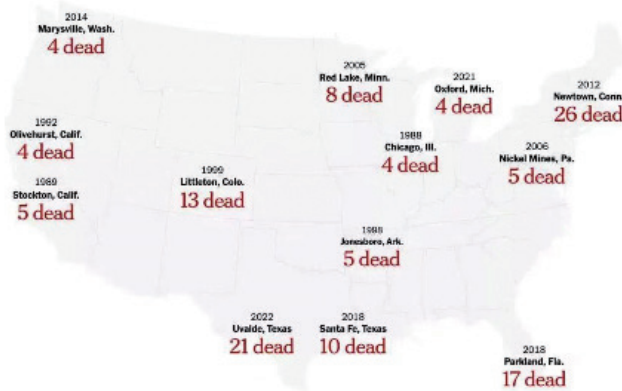 2014
Marysville, Wash.
4 dead
2005
Red Lake, Minn.
8 dead
2021
Oxford, Mich.
4 dead
2012
Newtown, Conn.
26 dead
1992
Olivehurst, Calif.
4 dead
1988
Chicago, Ill.
4 dead
2006
Nickel Mines, Pa.
5 dead
1989
Stockton, Calif.
5 dead
1999
Littleton, Colo.
13 dead
1998
Jonesboro, Ark.
5 dead
2022
Uvalde, Texas
21 dead
2018
Santa Fe, Texas
10 dead
2018
Parkland, Fla.
17 dead